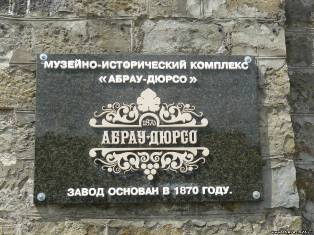 МУЗЕЙНО-ИСТОРИЧЕСКИЙ КОМПЛЕКС
«АБРАУ-ДЮРСО»
1870
АБРАУ-ДЮРСО
ЗАВОД ОСНОВАН В 1870 ГОДУ.